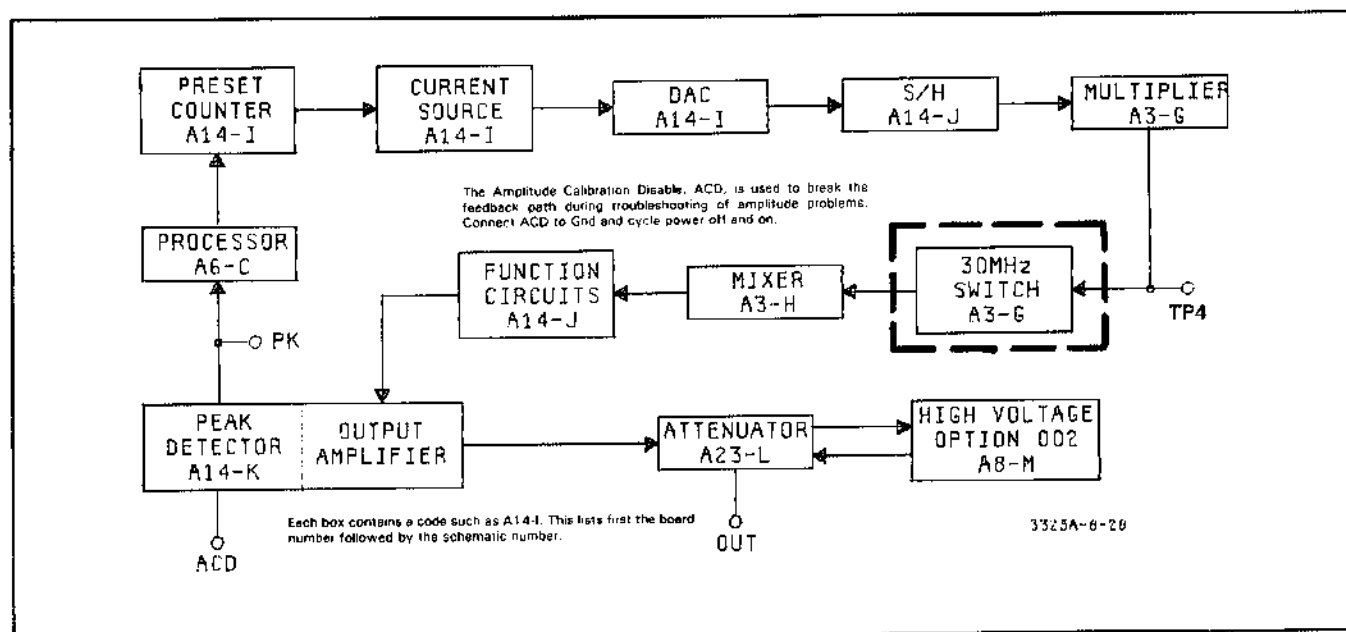 PRESET
COUNTER
A14-I
CURRENT
SOURCE
A14-I
DAC
A14-I
S/H
A14-J
MULTIPLIER
A3-G
The Amplitude Calibration Disable, ACD, is used to break the
feedback path during troubleshooting of amplitude problems.
Connect ACD to Gnd and cycle power off and on.
PROCESSOR
A6-C
FUNCTION
CIRCUITS
A14-J
MIXER
A3-H
30MHz
SWITCH
A3-G
TP4
PK
PEAK
DETECTOR
A14-K
OUTPUT
AMPLIFIER
ATTENUATOR
A23-L
HIGH VOLTAGE
OPTION 002
A8-M
Each box contains a code such as A14-I. This lists first the board
number followed by the schematic number.
ACD
OUT
3325A-8-28